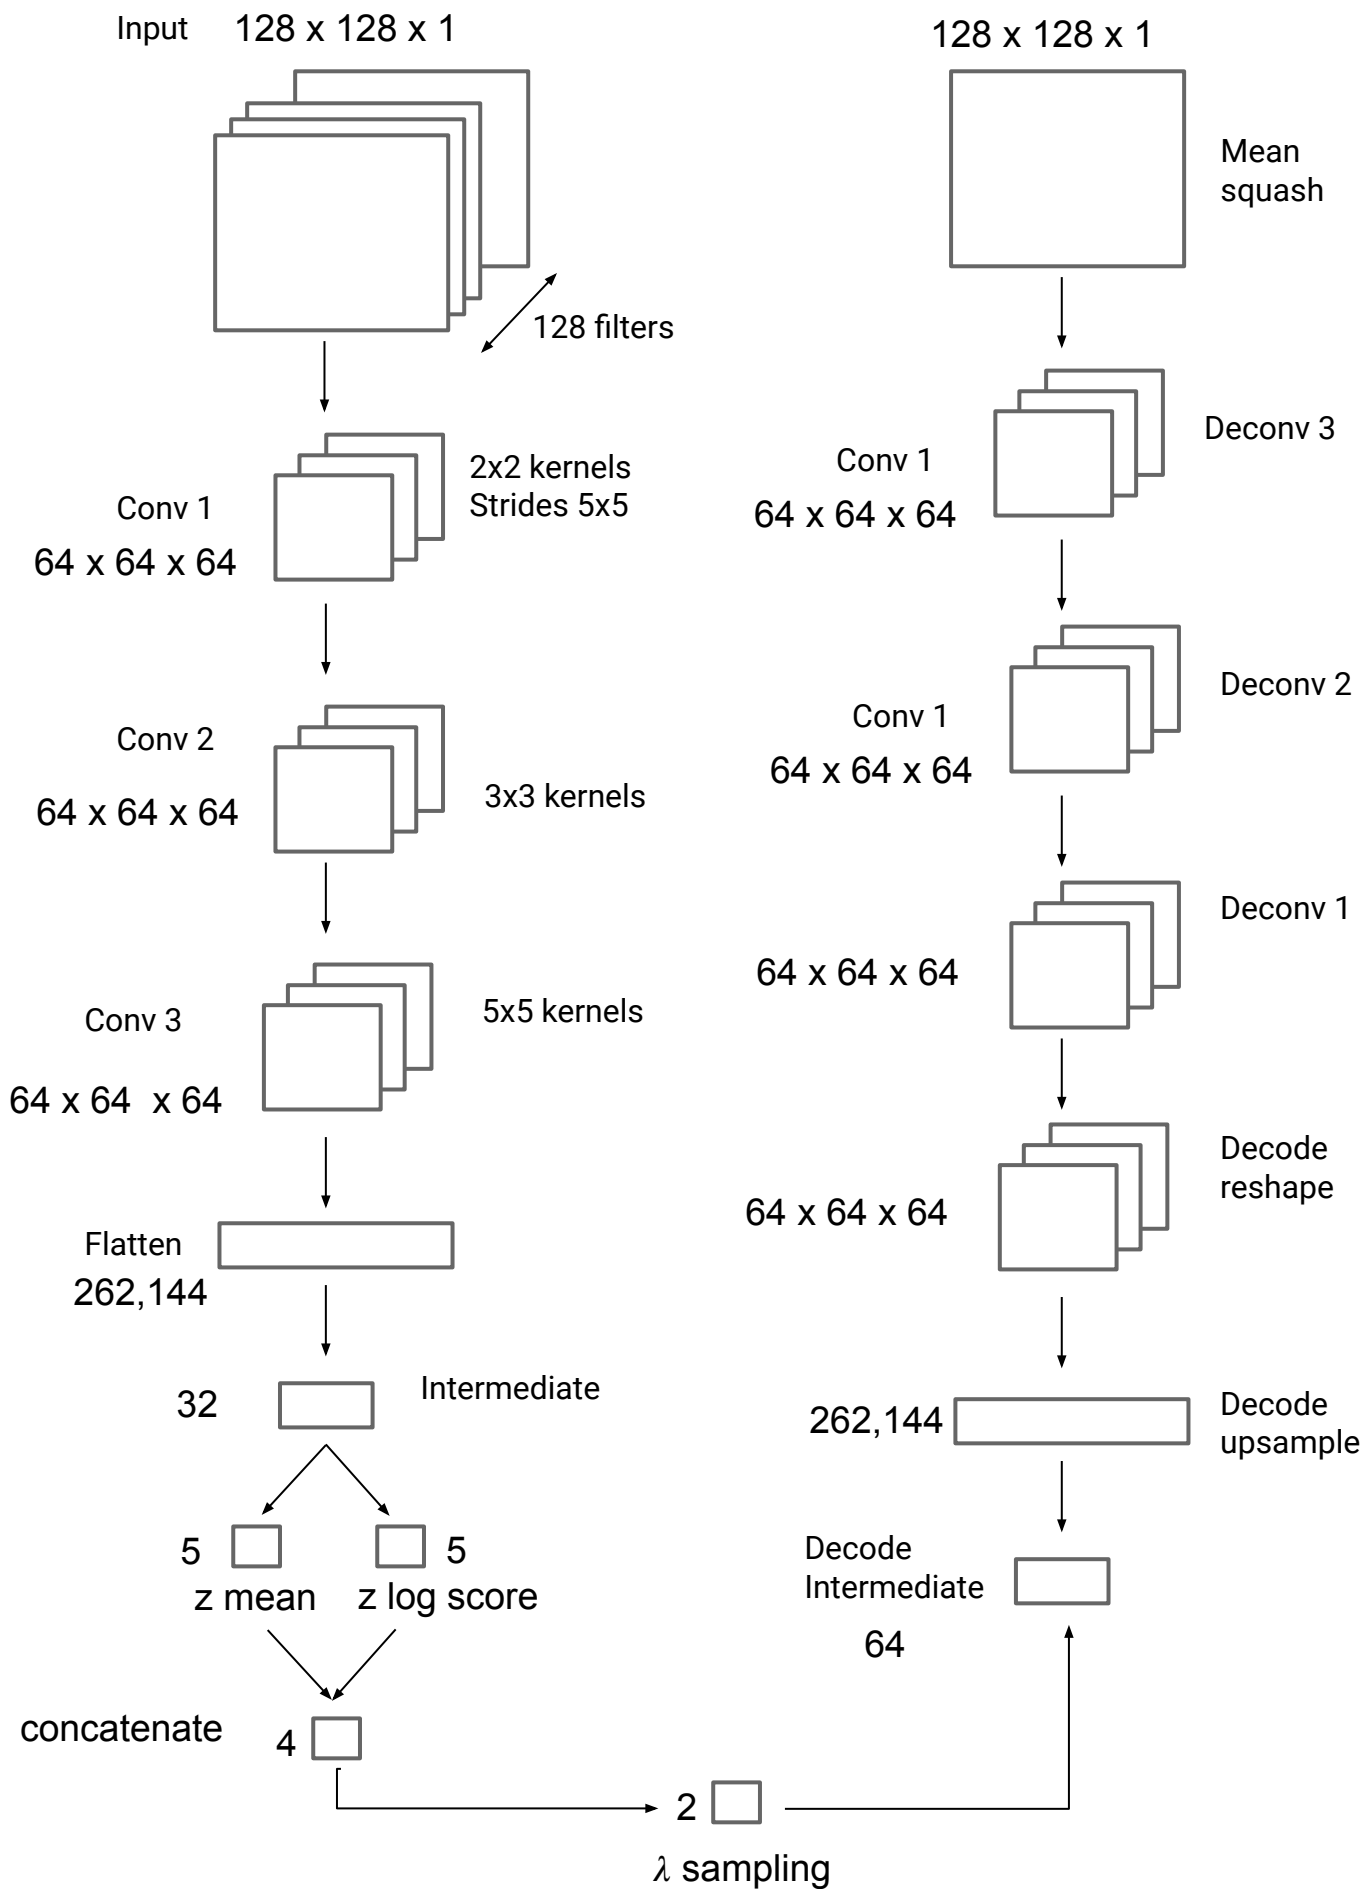 Input 128 x 128 x 1
128 filters
2x2 kernels
Strides 5x5
Conv 1
64 x 64 x 64
Conv 2
64 x 64 x 64
3x3 kernels
Conv 3
64 x 64 x 64
5x5 kernels
Flatten
262,144
32
Intermediate
5
5
z mean
z log score
concatenate
4
2
λ sampling
128 x 128 x 1
Mean
squash
Deconv 3
Conv 1
64 x 64 x 64
Deconv 2
Conv 1
64 x 64 x 64
Deconv 1
64 x 64 x 64
Decode
reshape
64 x 64 x 64
262,144
Decode
upsample
Decode
Intermediate
64